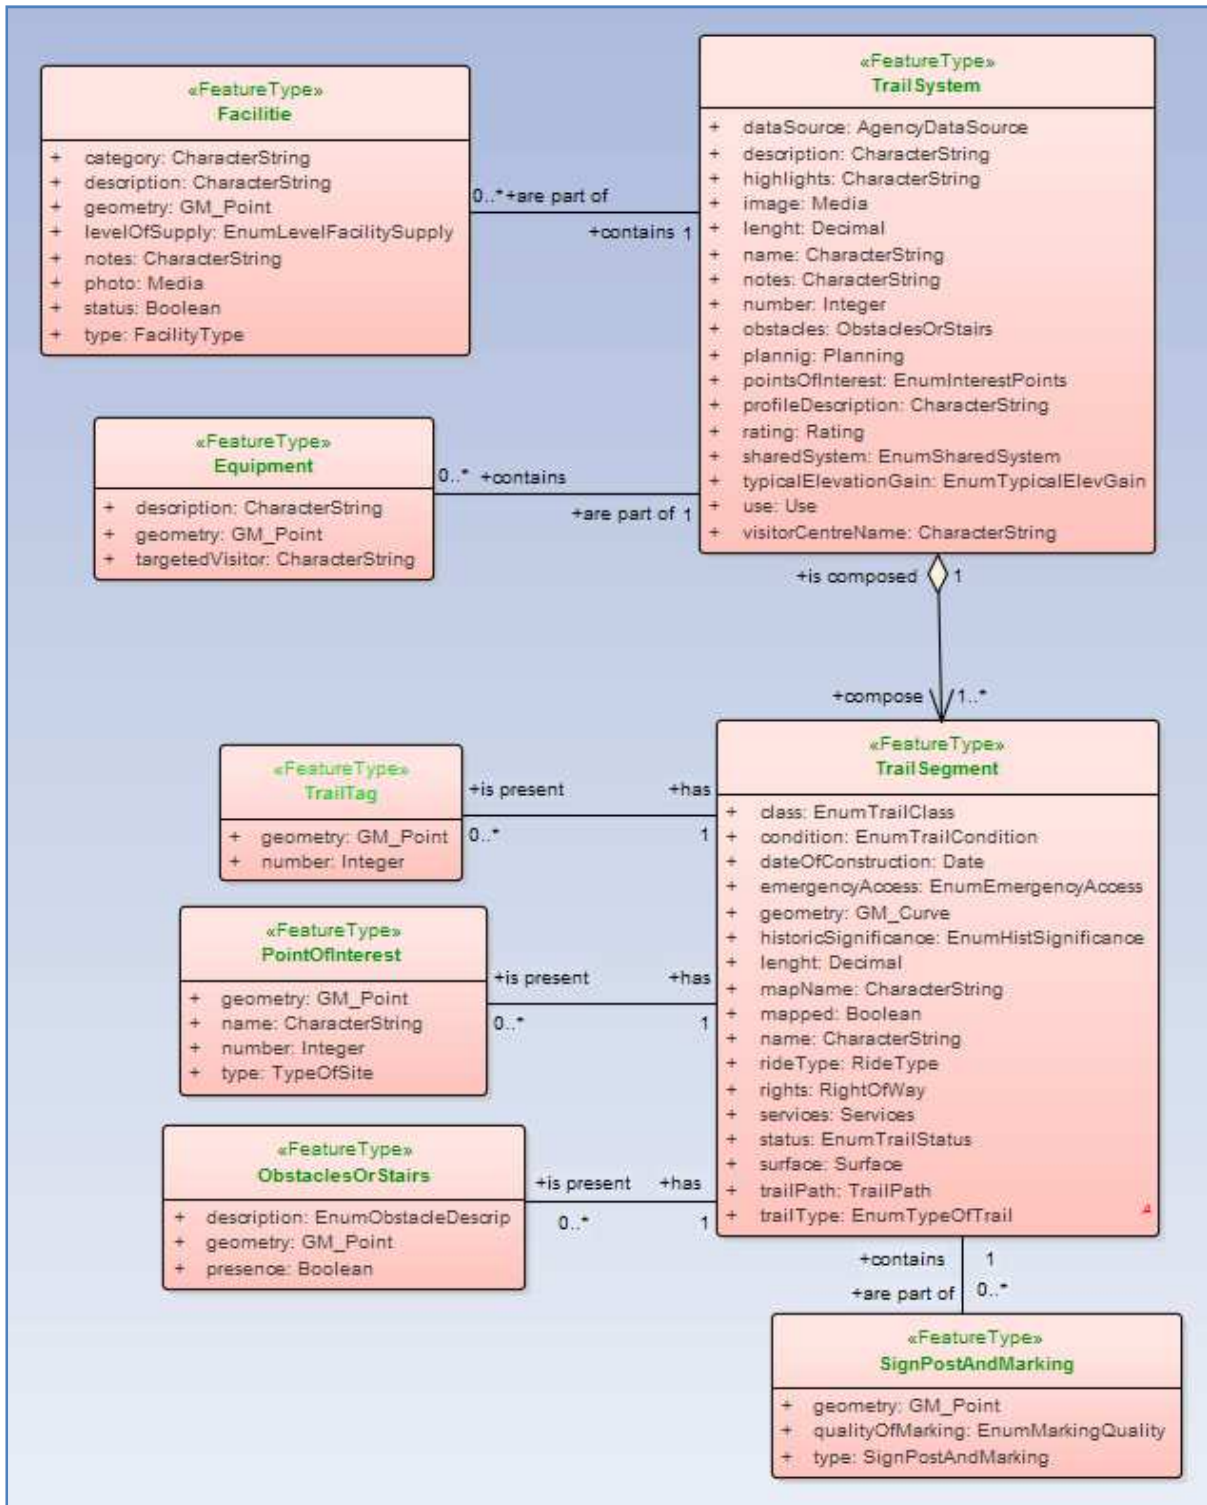 «FeatureType»
Facilitie
+ category: CharacterString
+ description: CharacterString
+ geometry: GM_Point
+ levelOfSupply: EnumLevelFacilitySupply
+ notes: CharacterString
+ photo: Media
+ status: Boolean
+ type: FacilityType
«FeatureType»
TrailSystem
+ dataSource: AgencyDataSource
+ description: CharacterString
+ highlights: CharacterString
+ image: Media
+ lenght: Decimal
+ name: CharacterString
+ notes: CharacterString
+ number: Integer
+ obstacles: ObstaclesOrStairs
+ plannig: Planning
+ pointsOfInterest: EnumInterestPoints
+ profileDescription: CharacterString
+ rating: Rating
+ sharedSystem: EnumSharedSystem
+ typicalElevationGain: EnumTypicalElevGain
+ use: Use
+ visitorCentreName: CharacterString
0..* +are part of
+contains 1
«FeatureType»
Equipment
+ description: CharacterString
+ geometry: GM_Point
+ targetedVisitor: CharacterString
0..* +contains
+are part of 1
+is composed 1
+compose 1..*
«FeatureType»
TrailTag
+ geometry: GM_Point
+ number: Integer
+is present +has
0..* 1
«FeatureType»
TrailSegment
+ class: EnumTrailClass
+ condition: EnumTrailCondition
+ dateOfConstruction: Date
+ emergencyAccess: EnumEmergencyAccess
+ geometry: GM_Curve
+ historicSignificance: EnumHistSignificance
+ lenght: Decimal
+ mapName: CharacterString
+ mapped: Boolean
+ name: CharacterString
+ rideType: RideType
+ rights: RightOfWay
+ services: Services
+ status: EnumTrailStatus
+ surface: Surface
+ trailPath: TrailPath
+ trailType: EnumTypeOfTrail
«FeatureType»
PointOfInterest
+ geometry: GM_Point
+ name: CharacterString
+ number: Integer
+ type: TypeOfSite
+is present +has
0..* 1
«FeatureType»
ObstaclesOrStairs
+ description: EnumObstacleDescrip
+ geometry: GM_Point
+ presence: Boolean
+is present +has
0..* 1
+contains 1
+are part of 0..*
«FeatureType»
SignPostAndMarking
+ geometry: GM_Point
+ qualityOfMarking: EnumMarkingQuality
+ type: SignPostAndMarking